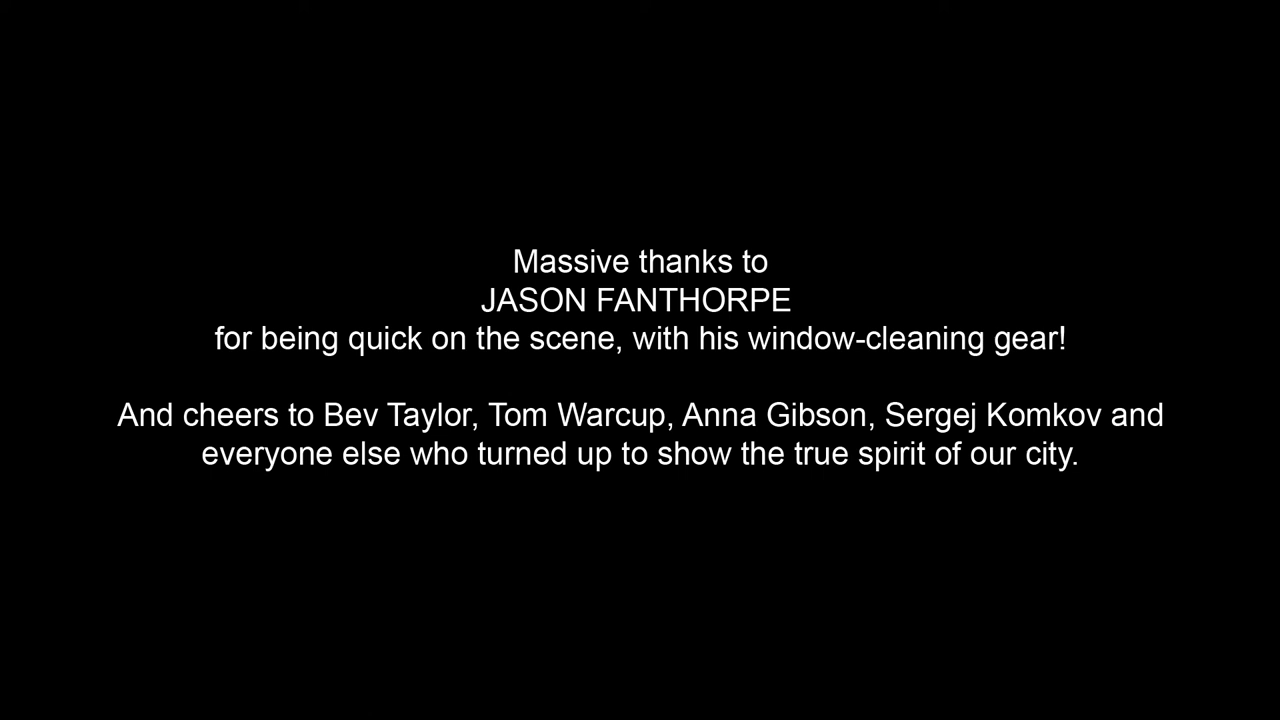 Massive thanks to
JASON FANTHORPE
for being quick on the scene, with his window-cleaning gear!
And cheers to Bev Taylor, Tom Warcup, Anna Gibson, Sergej Komkov and
everyone else who turned up to show the true spirit of our city.